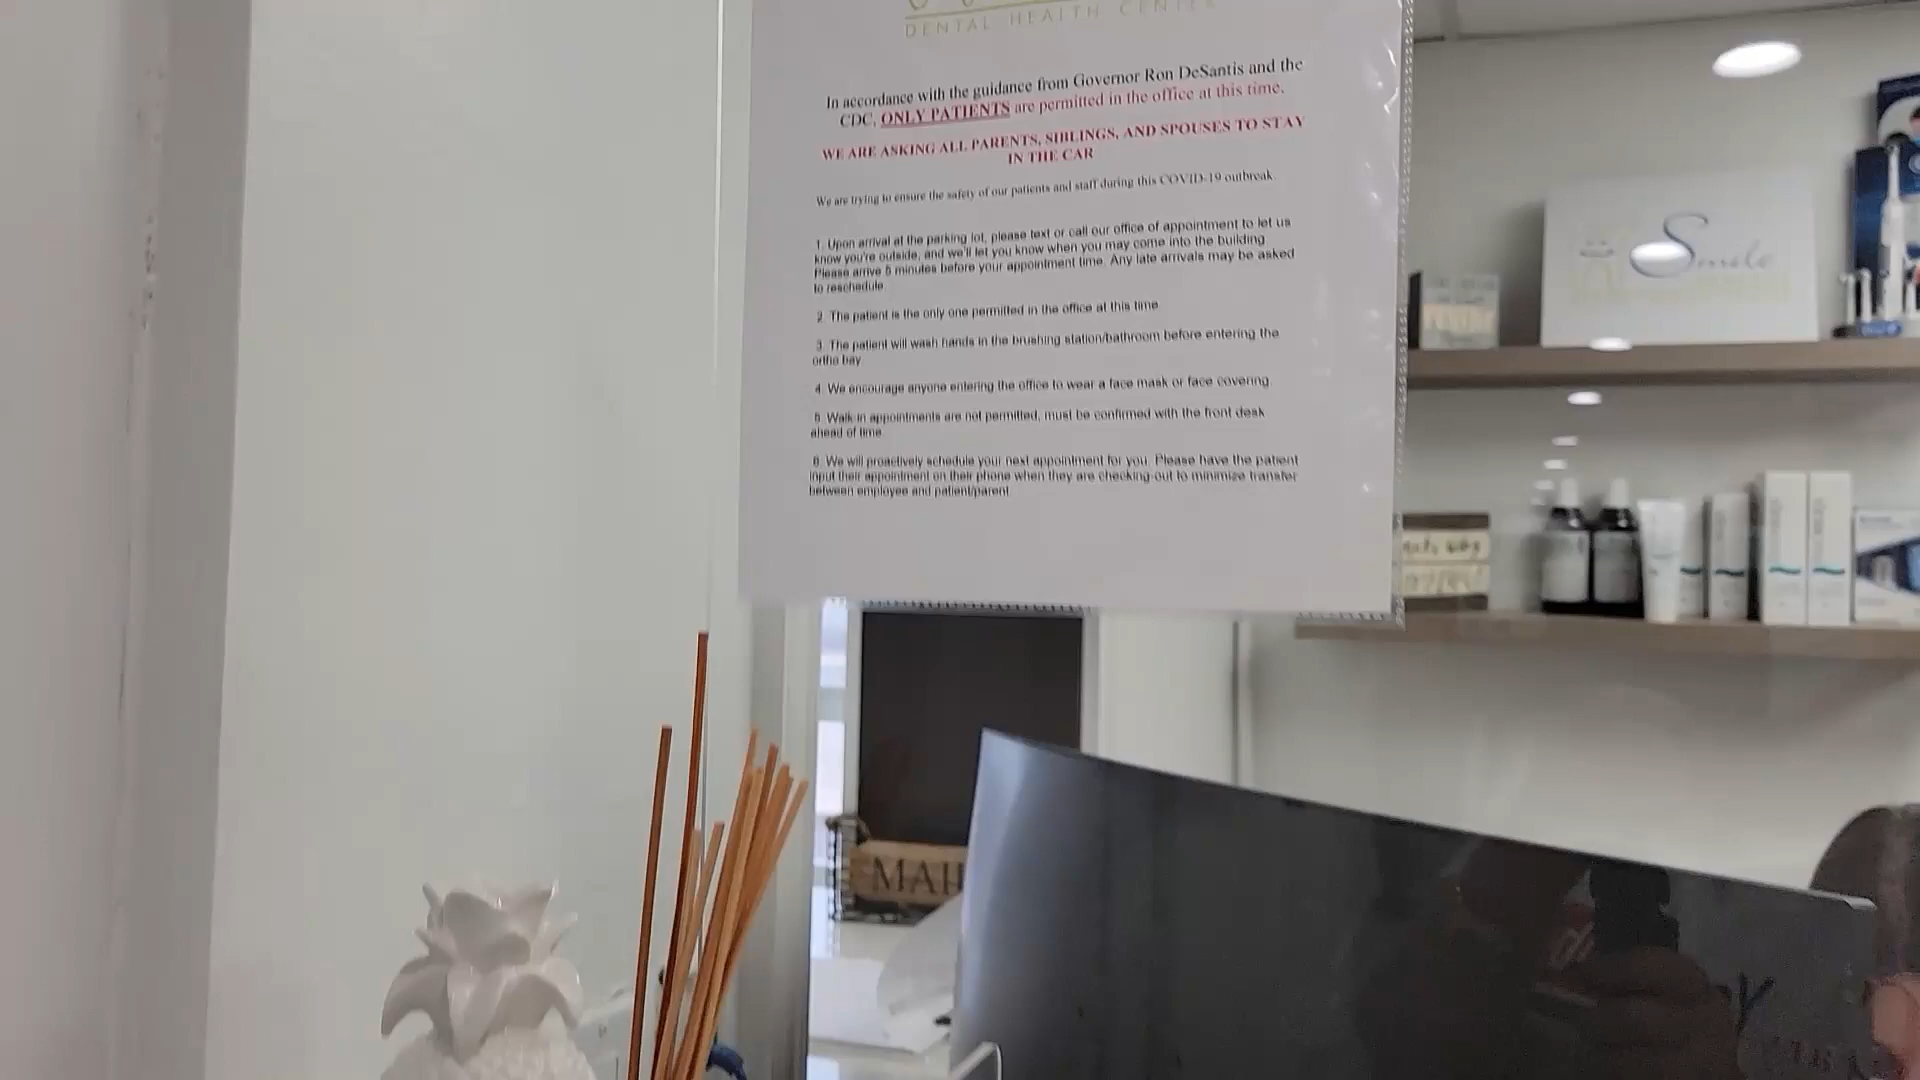 DENTAL HEALTH CENTER
In accordance with the guidance from Governor Ron DeSantis and the
CDC, ONLY PATIENTS are permitted in the office at this time.
WE ARE ASKING ALL PARENTS, SIBLINGS, AND SPOUSES TO STAY
IN THE CAR
We are trying to ensure the safety of our patients and staff during this COVID-19 outbreak.
1. Upon arrival at the parking lot, please text or call our office of appointment to let us
know you're outside, and we'll let you know when you may come into the building
Please arrive 5 minutes before your appointment time. Any late arrivals may be asked
to reschedule.
2. The patient is the only one permitted in the office at this time.
3. The patient will wash hands in the brushing station/bathroom before entering the
ortho bay.
4. We encourage anyone entering the office to wear a face mask or face covering.
5. Walk-in appointments are not permitted, must be confirmed with the front desk
ahead of time.
6. We will proactively schedule your next appointment for you. Please have the patient
input their appointment on their phone when they are checking-out to minimize transfer
between employee and patient/parent
Smile
MAI